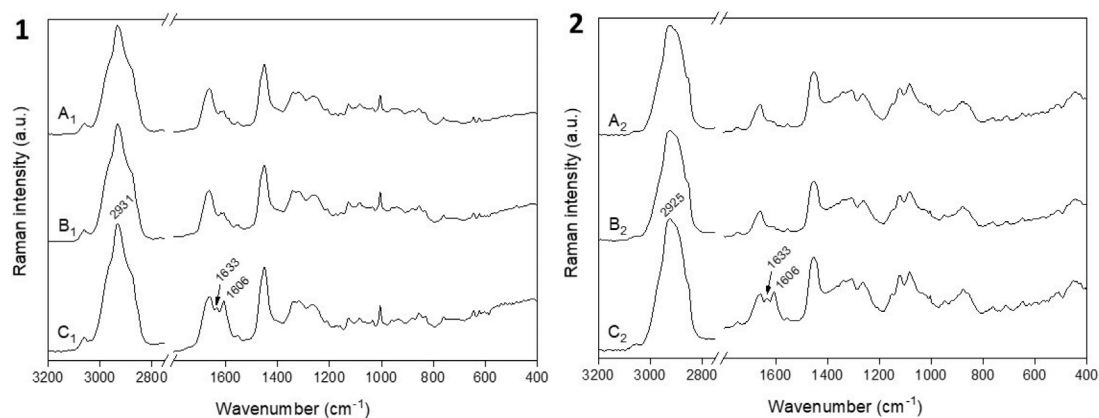 1
A1
B1
2931
1633
1606
C1
Raman intensity (a.u.)
3200 3000 2800 1600 1400 1200 1000 800 600 400
Wavenumber (cm-1)
2
A2
B2
2925
1633
1606
C2
Raman intensity (a.u.)
3200 3000 2800 1600 1400 1200 1000 800 600 400
Wavenumber (cm-1)